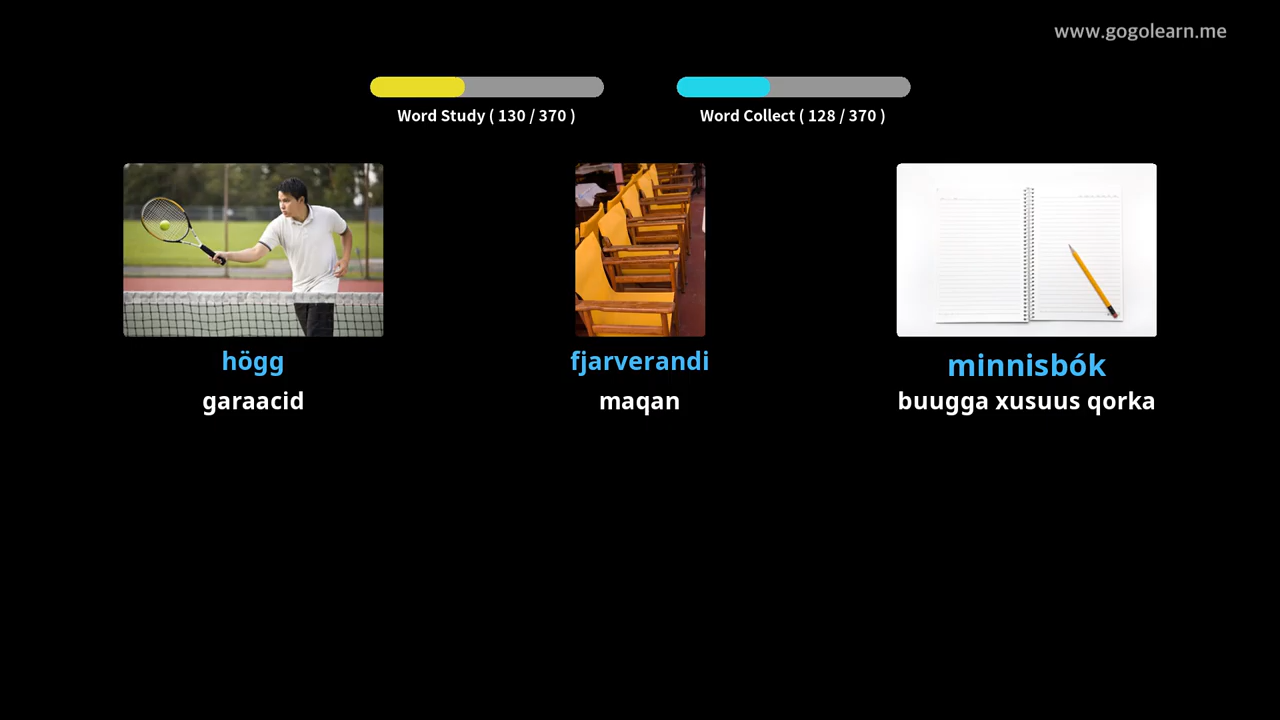 www.gogolearn.me
Word Study ( 130 / 370 )
Word Collect ( 128 / 370 )
högg
fjarverandi
minnisbók
garaacid
maqan
buugga xusuus qorka